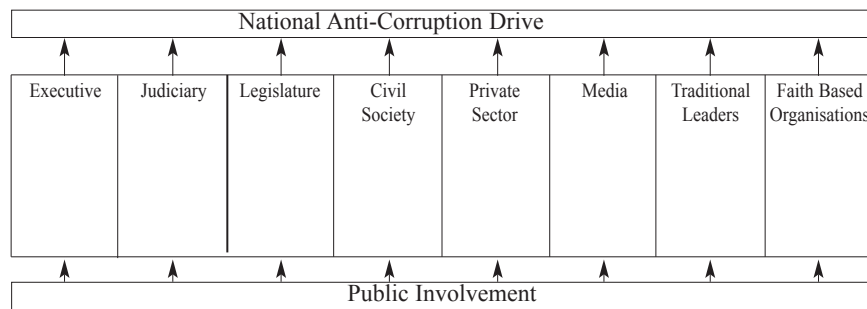 National Anti-Corruption Drive
Executive
Judiciary
Legislature
Civil
Society
Private
Sector
Media
Traditional
Leaders
Faith Based
Organisations
Public Involvement